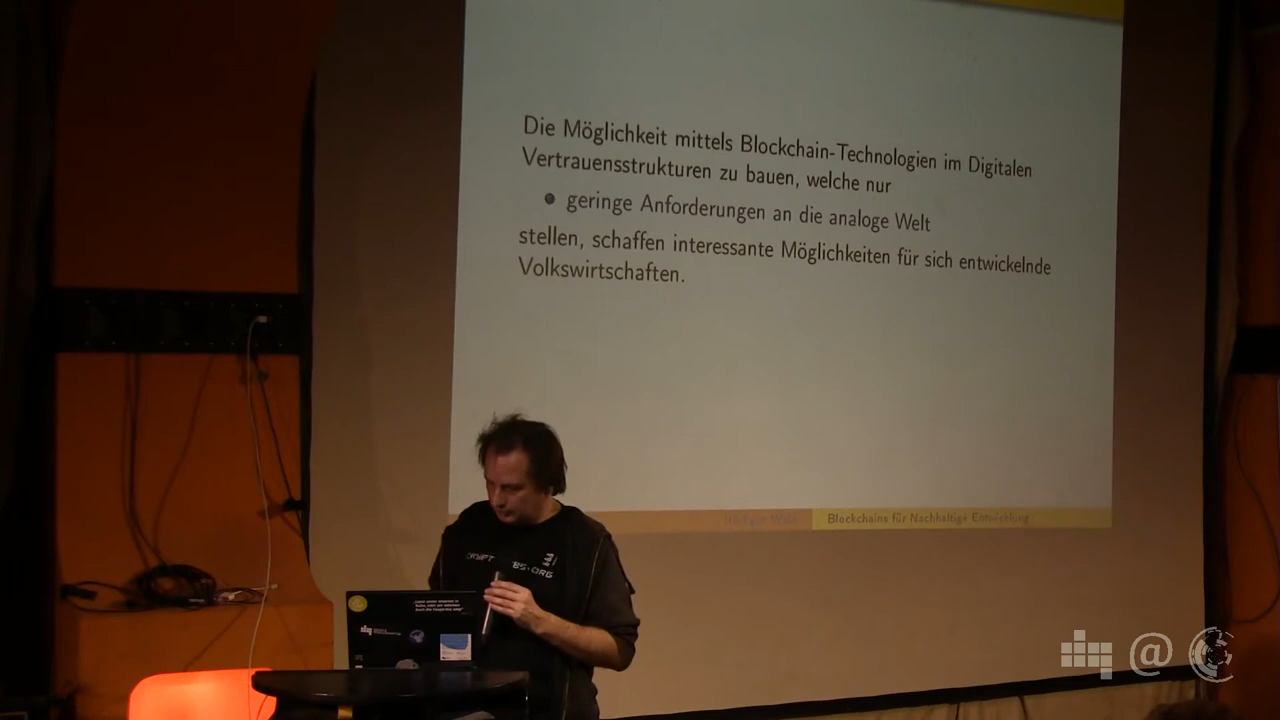 Die Möglichkeit mittels Blockchain-Technologien im Digitalen
Vertrauensstrukturen zu bauen, welche nur
geringe Anforderungen an die analoge Welt
stellen, schaffen interessante Möglichkeiten für sich entwickelnde
Volkswirtschaften.
Blockchains für Nachhaltige Entwicklung
@